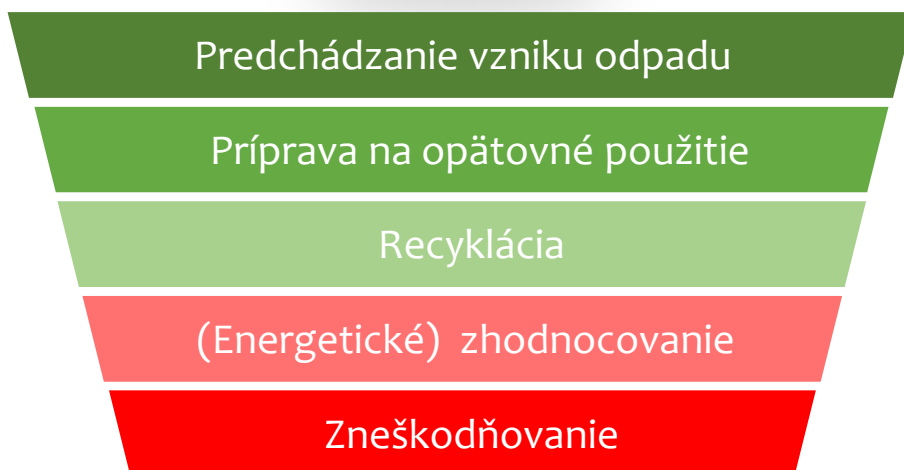 Predchádzanie vzniku odpadu
Príprava na opätovné použitie
Recyklácia
(Energetické) zhodnocovanie
Zneškodňovanie